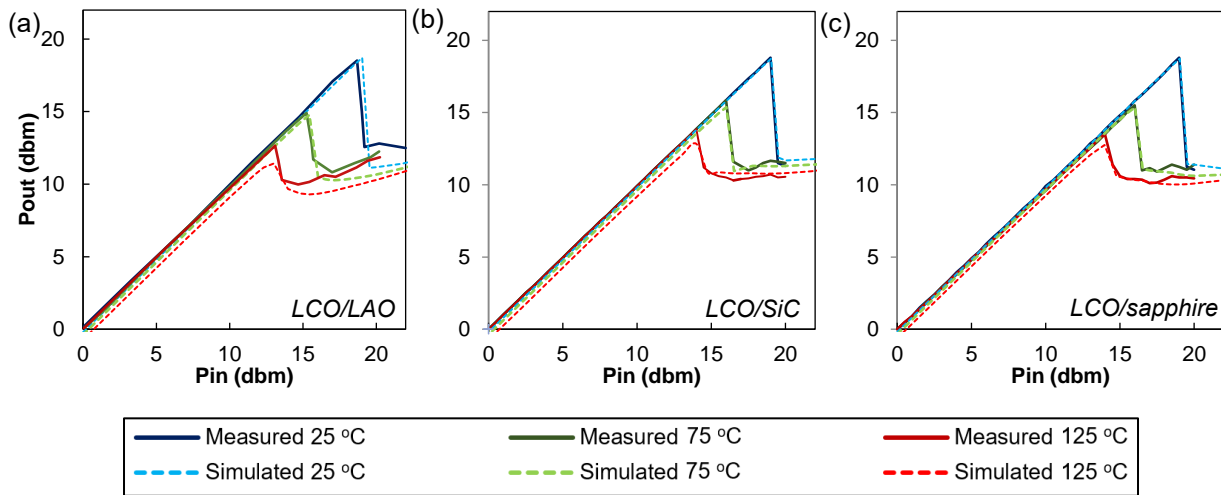 (a)
20
15
10
5
0
Pout (dbm)
LCO/LAO
0 5 10 15 20
Pin (dbm)
(b)
20
15
10
5
0
LCO/SiC
0 5 10 15 20
Pin (dbm)
(c)
20
15
10
5
0
LCO/sapphire
0 5 10 15 20
Pin (dbm)
Measured 25 ºC Measured 75 ºC Measured 125 ºC
Simulated 25 ºC Simulated 75 ºC Simulated 125 ºC